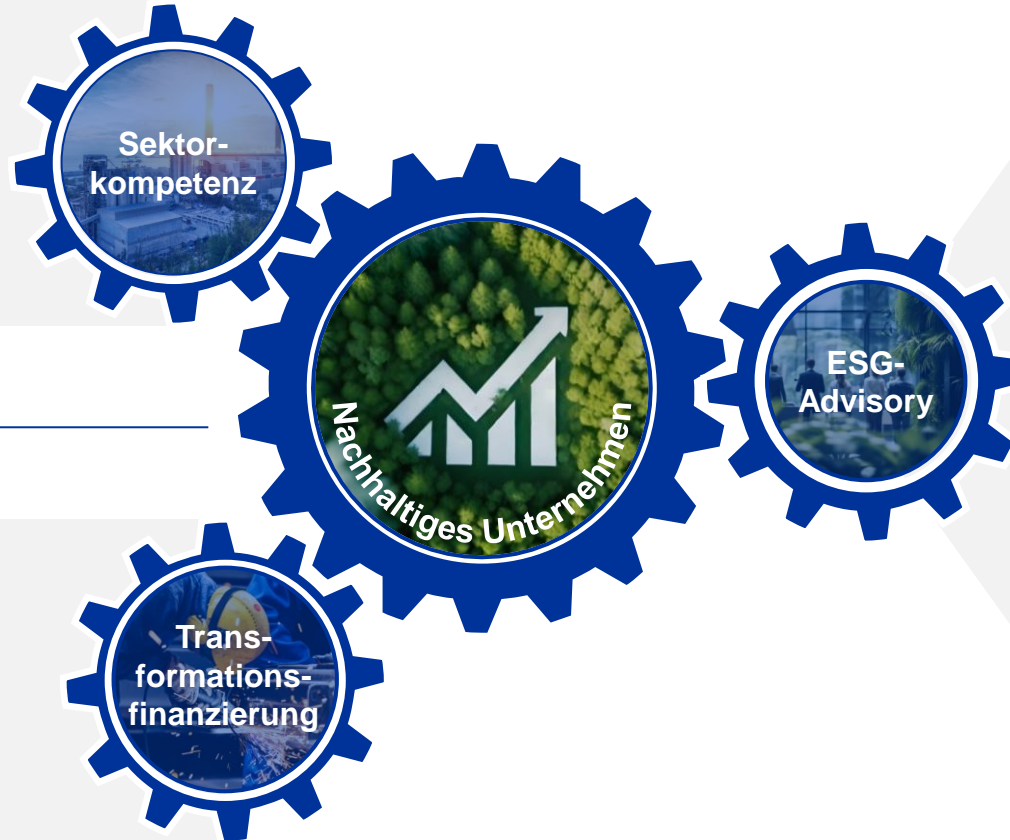 Sektor-
kompetenz
Nachhaltiges Unternehmen
ESG-
Advisory
Trans-
formations-
finanzierung